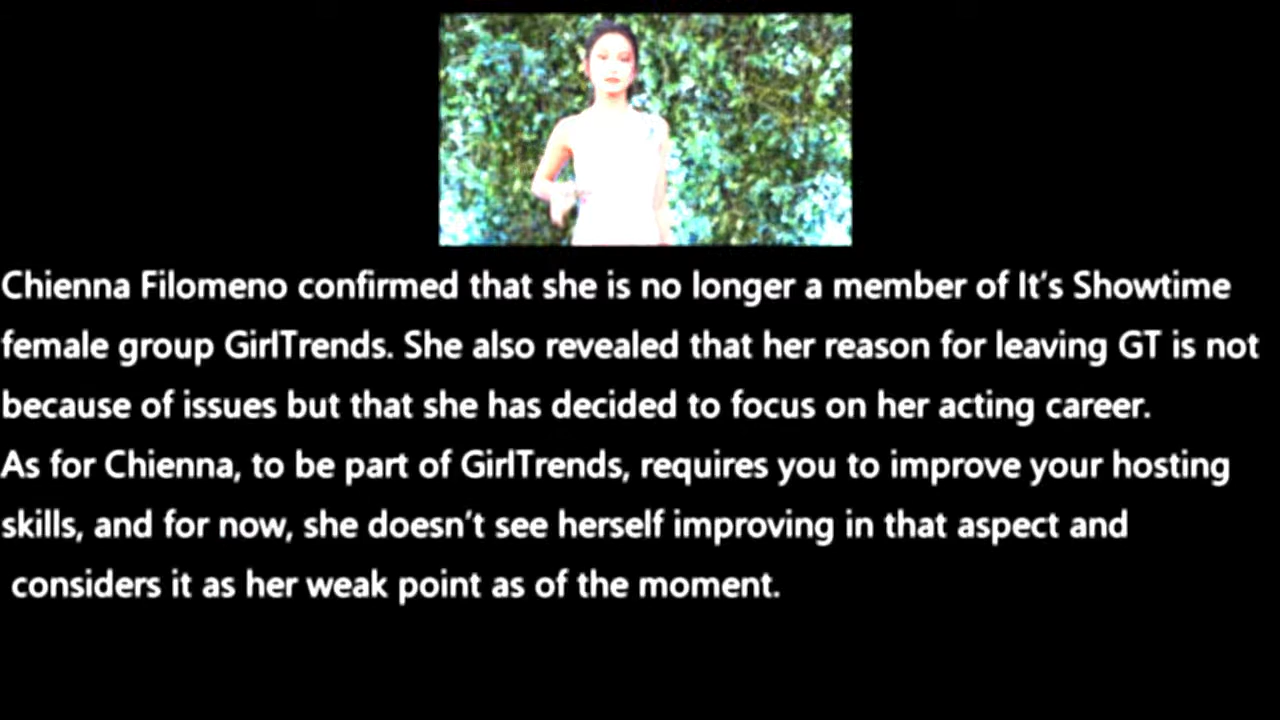 Chienna Filomeno confirmed that she is no longer a member of It's Showtime
female group GirlTrends. She also revealed that her reason for leaving GT is not
because of issues but that she has decided to focus on her acting career.
As for Chienna, to be part of GirlTrends, requires you to improve your hosting
skills, and for now, she doesn't see herself improving in that aspect and
considers it as her weak point as of the moment.